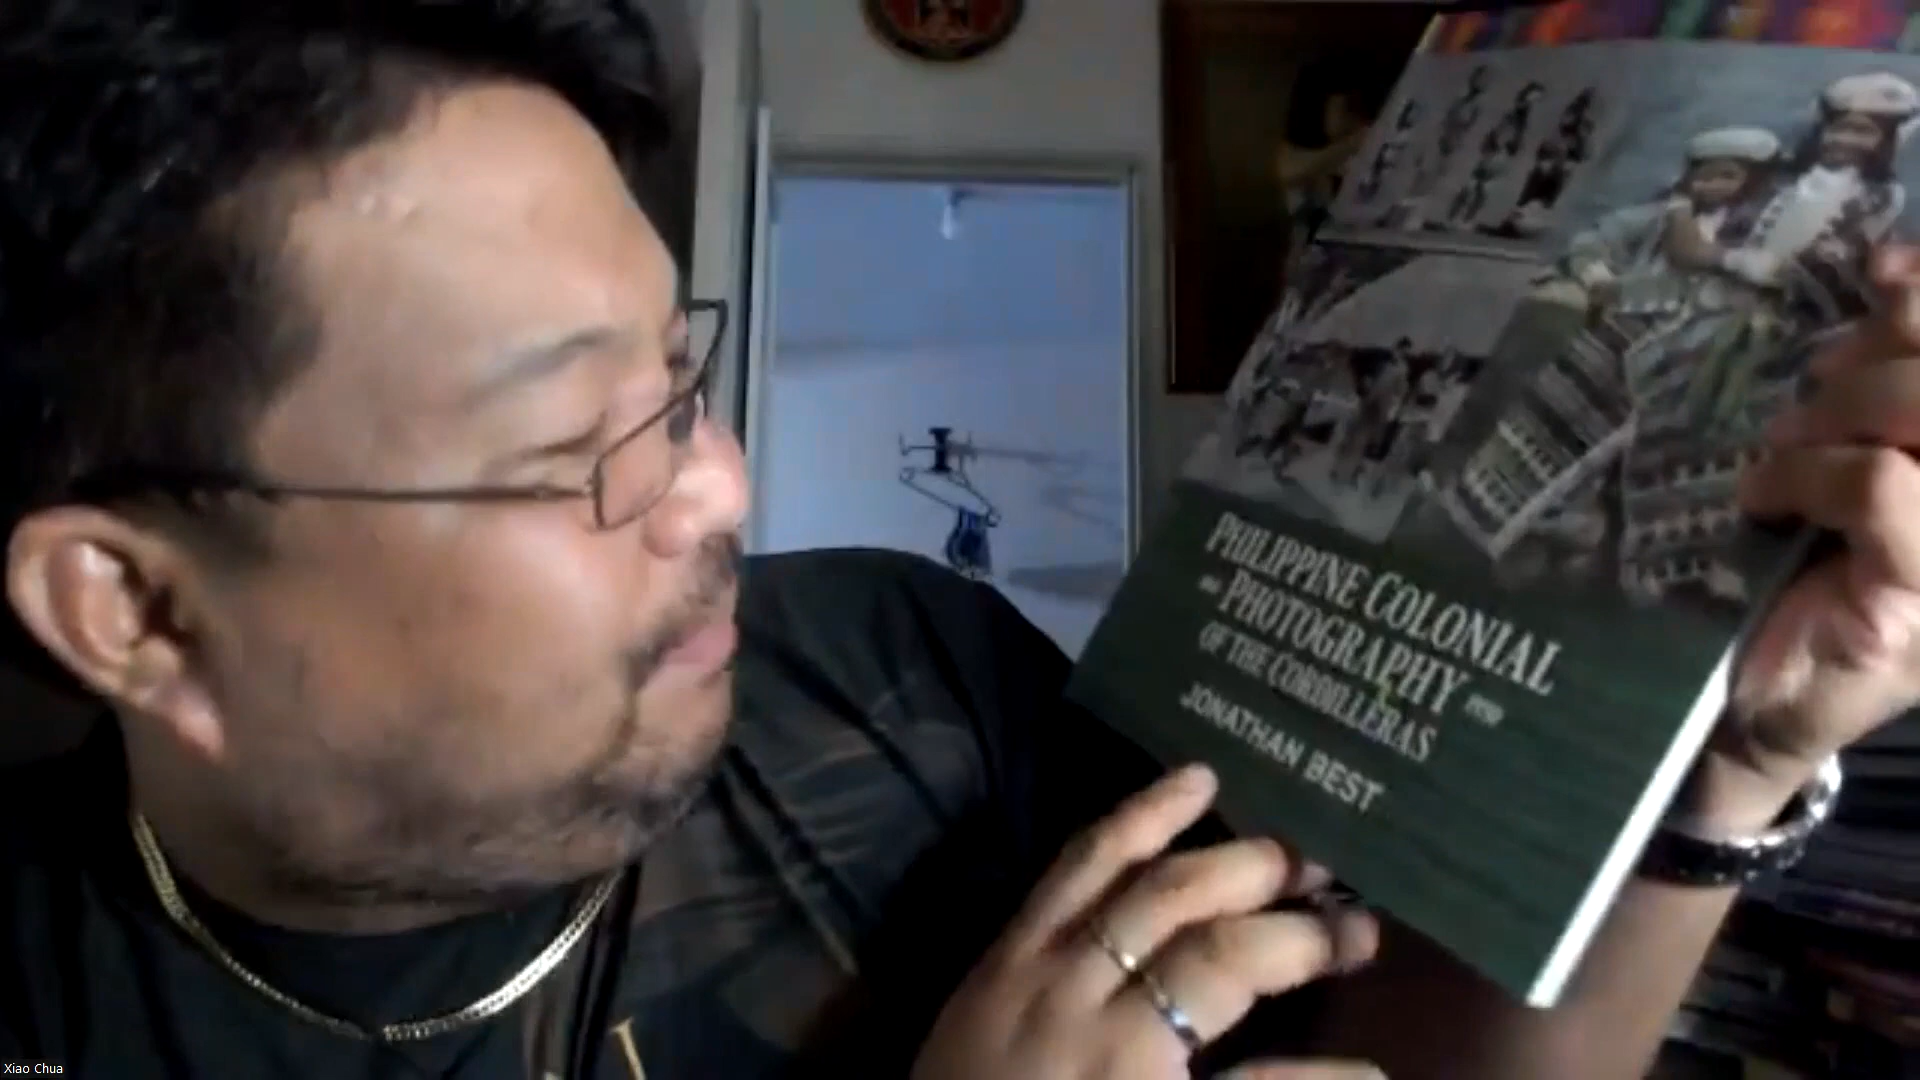 PHILIPPINE COLONIAL
PHOTOGRAPHY
OF THE CORDILLERAS
JONATHAN BEST
Xiao Chua